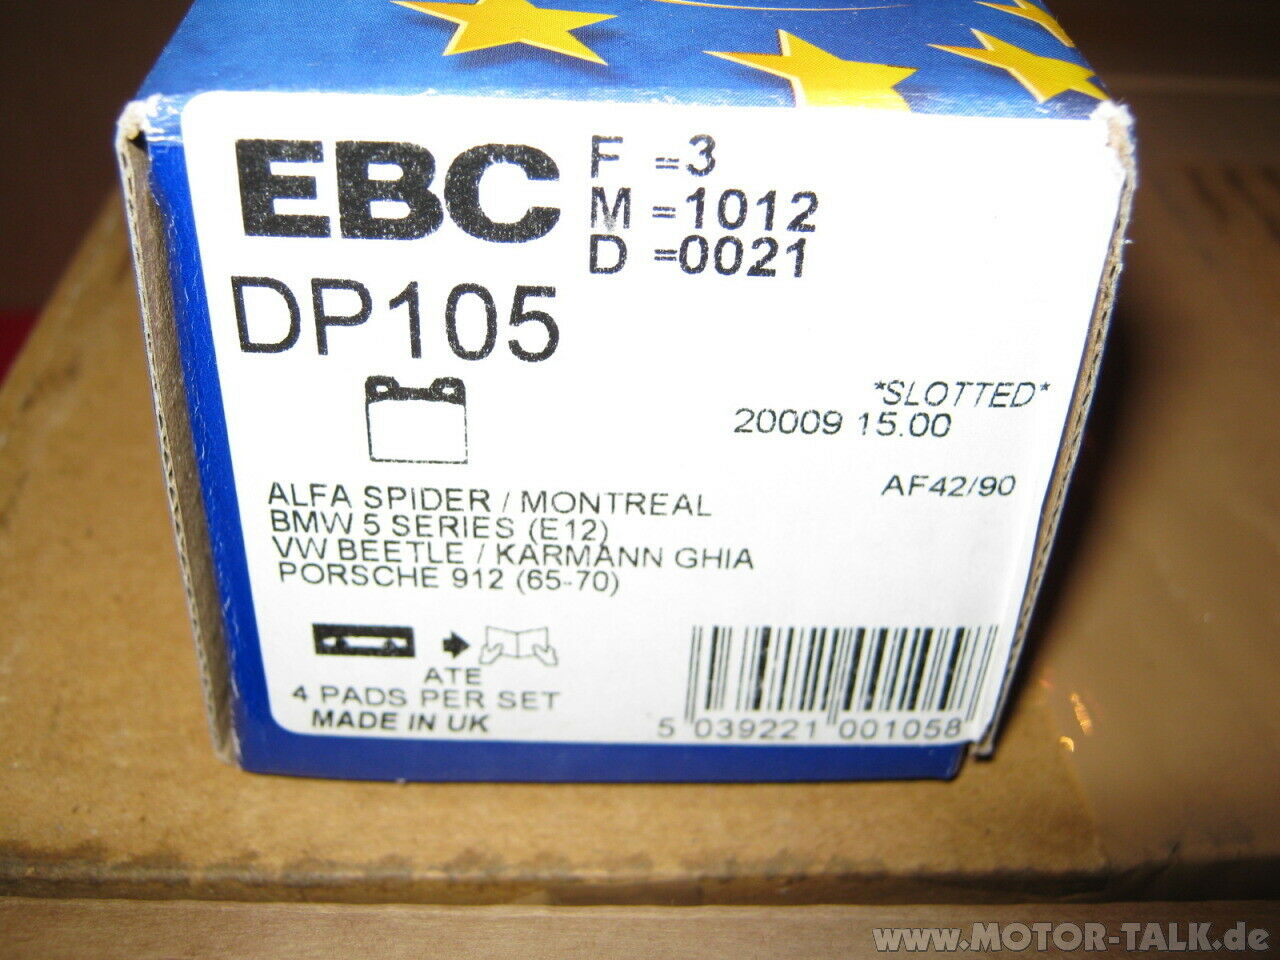 EBC
F =3
M =1012
D =0021
DP105
*SLOTTED*
20009 15.00
AF42/90
ALFA SPIDER / MONTREAL
BMW 5 SERIES (E12)
VW BEETLE / KARMANN GHIA
PORSCHE 912 (65-70)
ATE
4 PADS PER SET
MADE IN UK
5 039221 001058
www.MOTOR-TALK.de